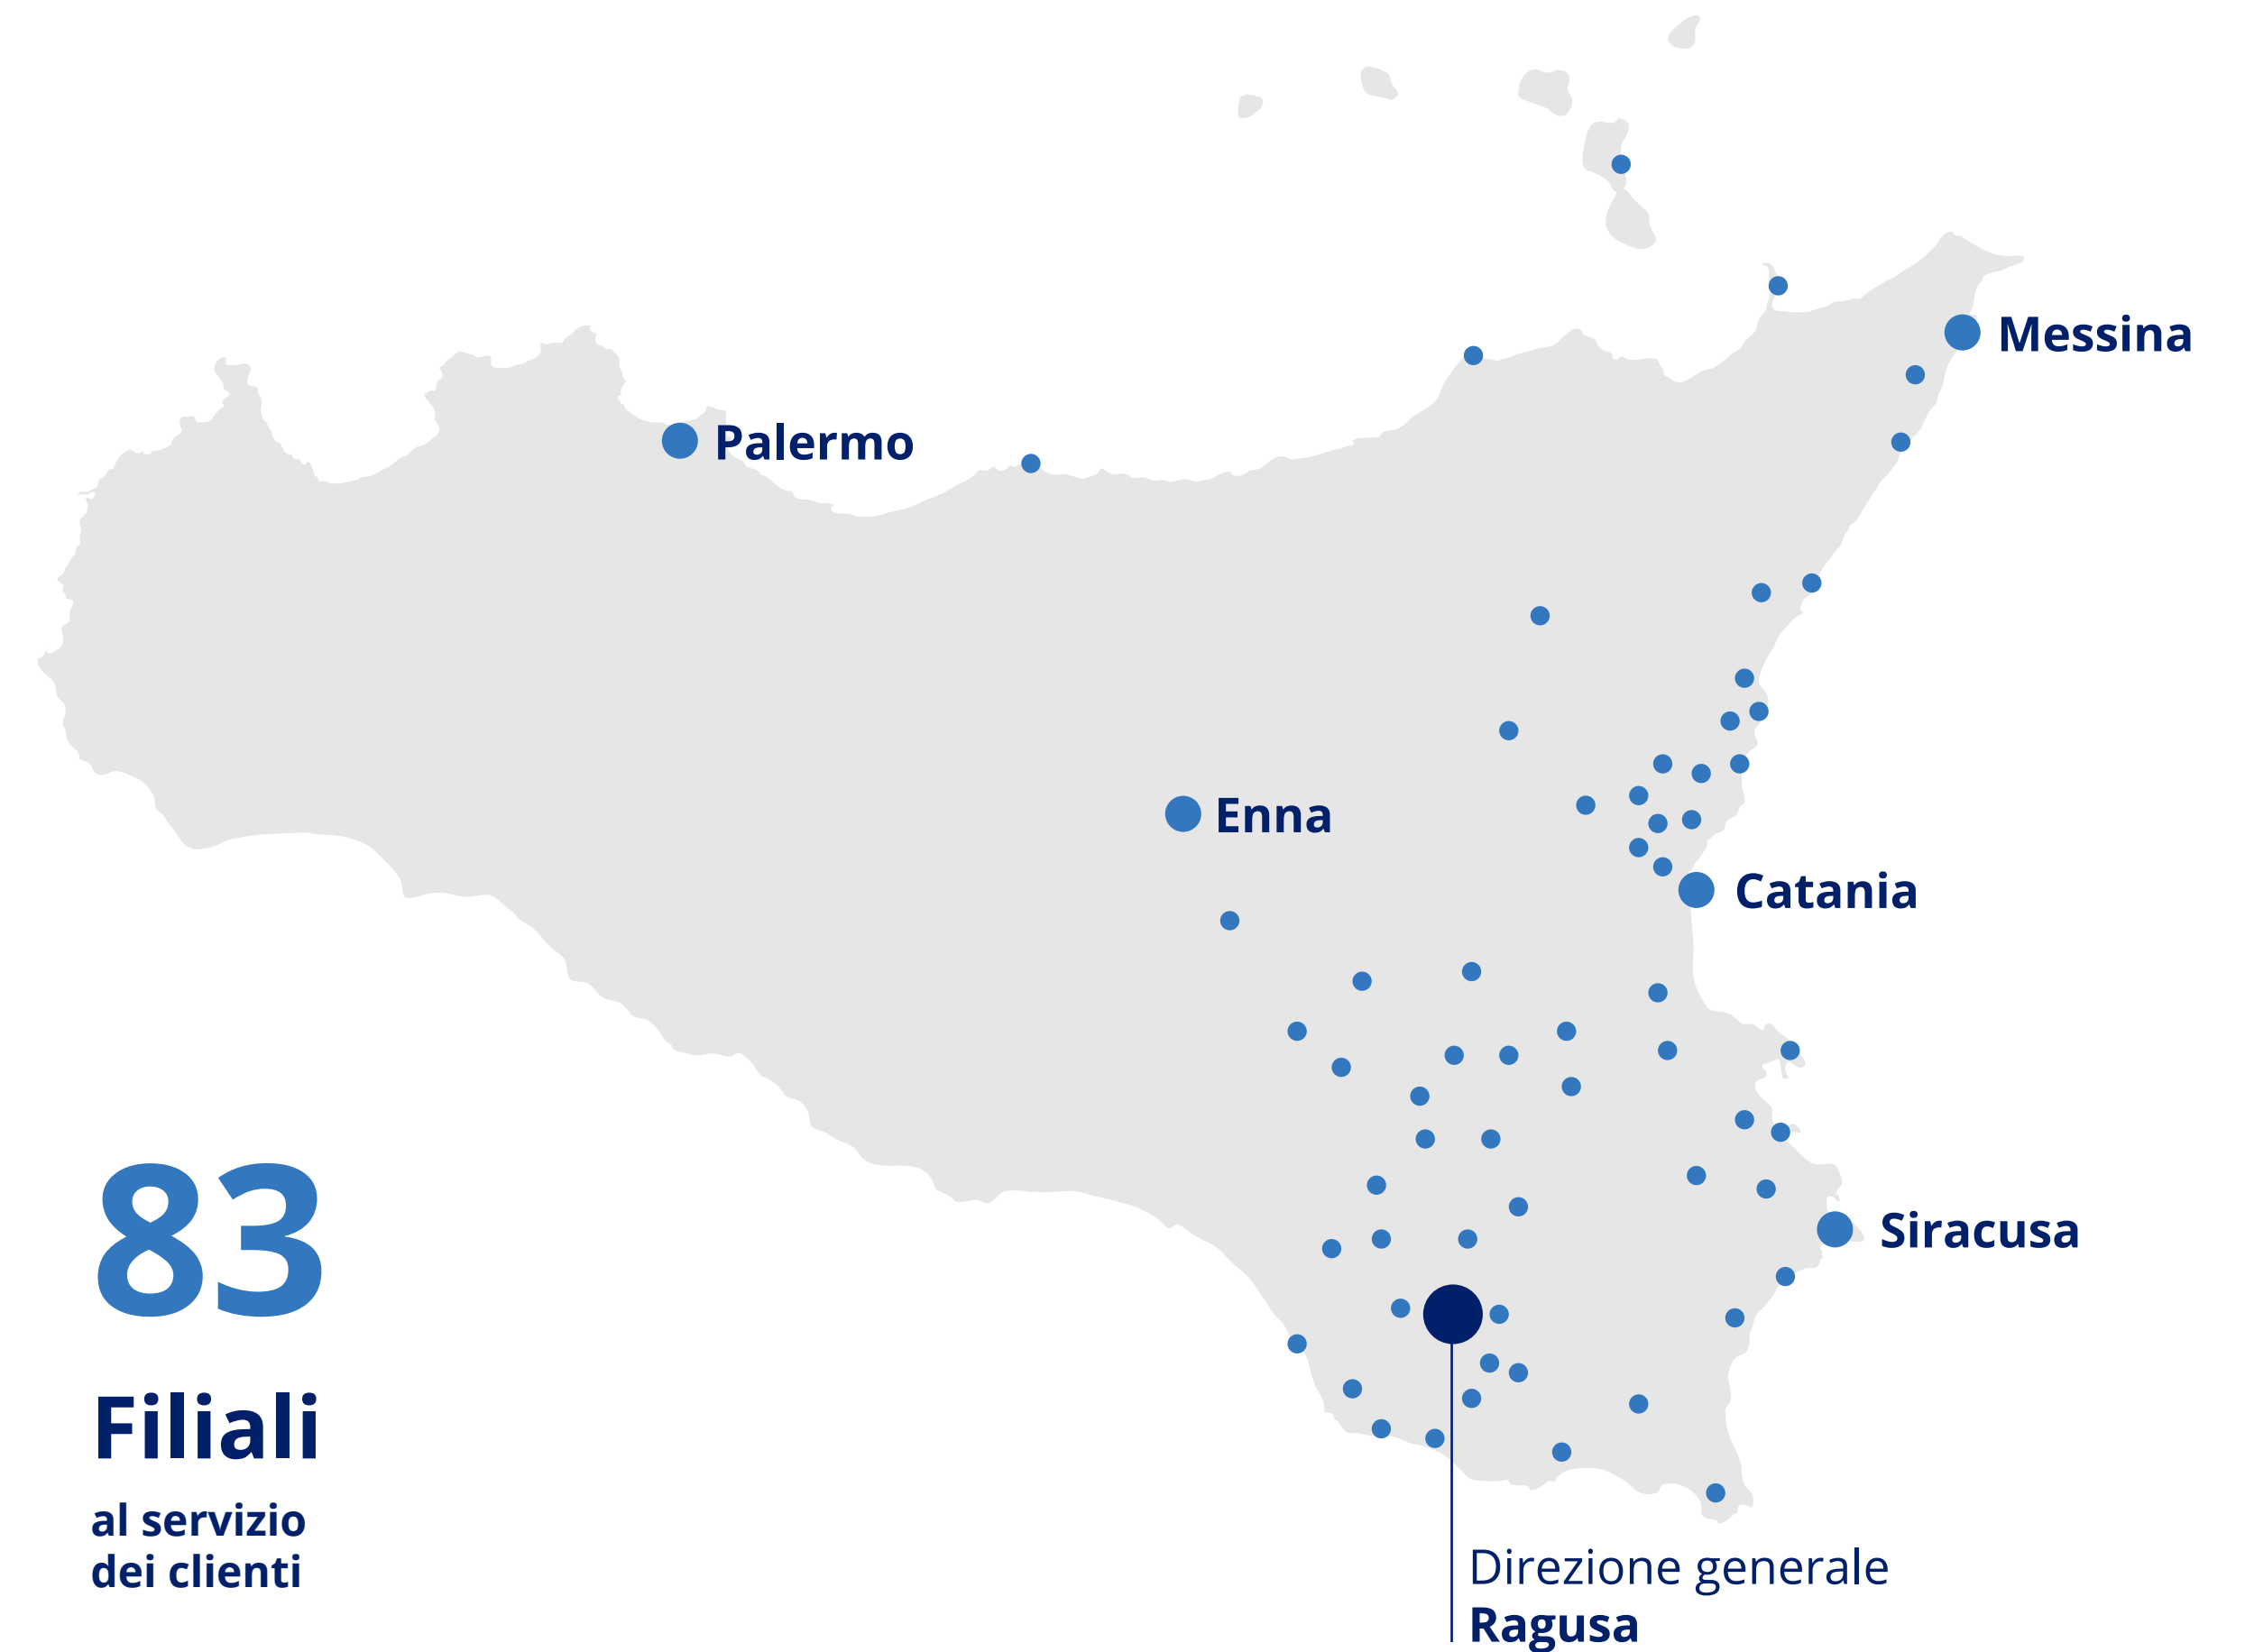 Messina
Palermo
Enna
Catania
Siracusa
83
Filiali
al servizio
dei clienti
Direzione generale
Ragusa